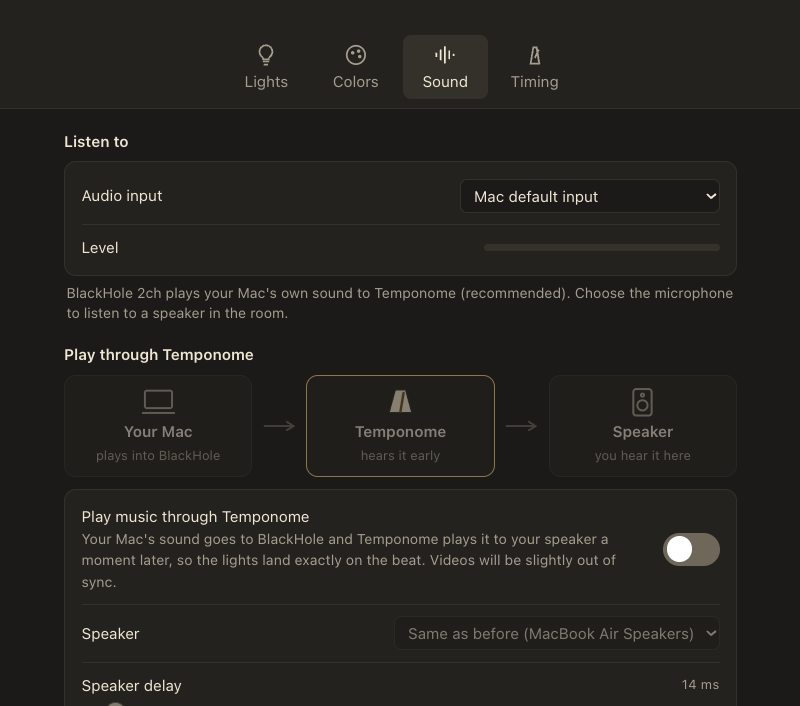 Lights
Colors
Sound
Timing
Listen to
Audio input
Mac default input
Level
BlackHole 2ch plays your Mac's own sound to Temponome (recommended). Choose the microphone
to listen to a speaker in the room.
Play through Temponome
Your Mac
plays into BlackHole
Temponome
hears it early
Speaker
you hear it here
Play music through Temponome
Your Mac's sound goes to BlackHole and Temponome plays it to your speaker a
moment later, so the lights land exactly on the beat. Videos will be slightly out of
sync.
Speaker
Same as before (MacBook Air Speakers)
Speaker delay
14 ms